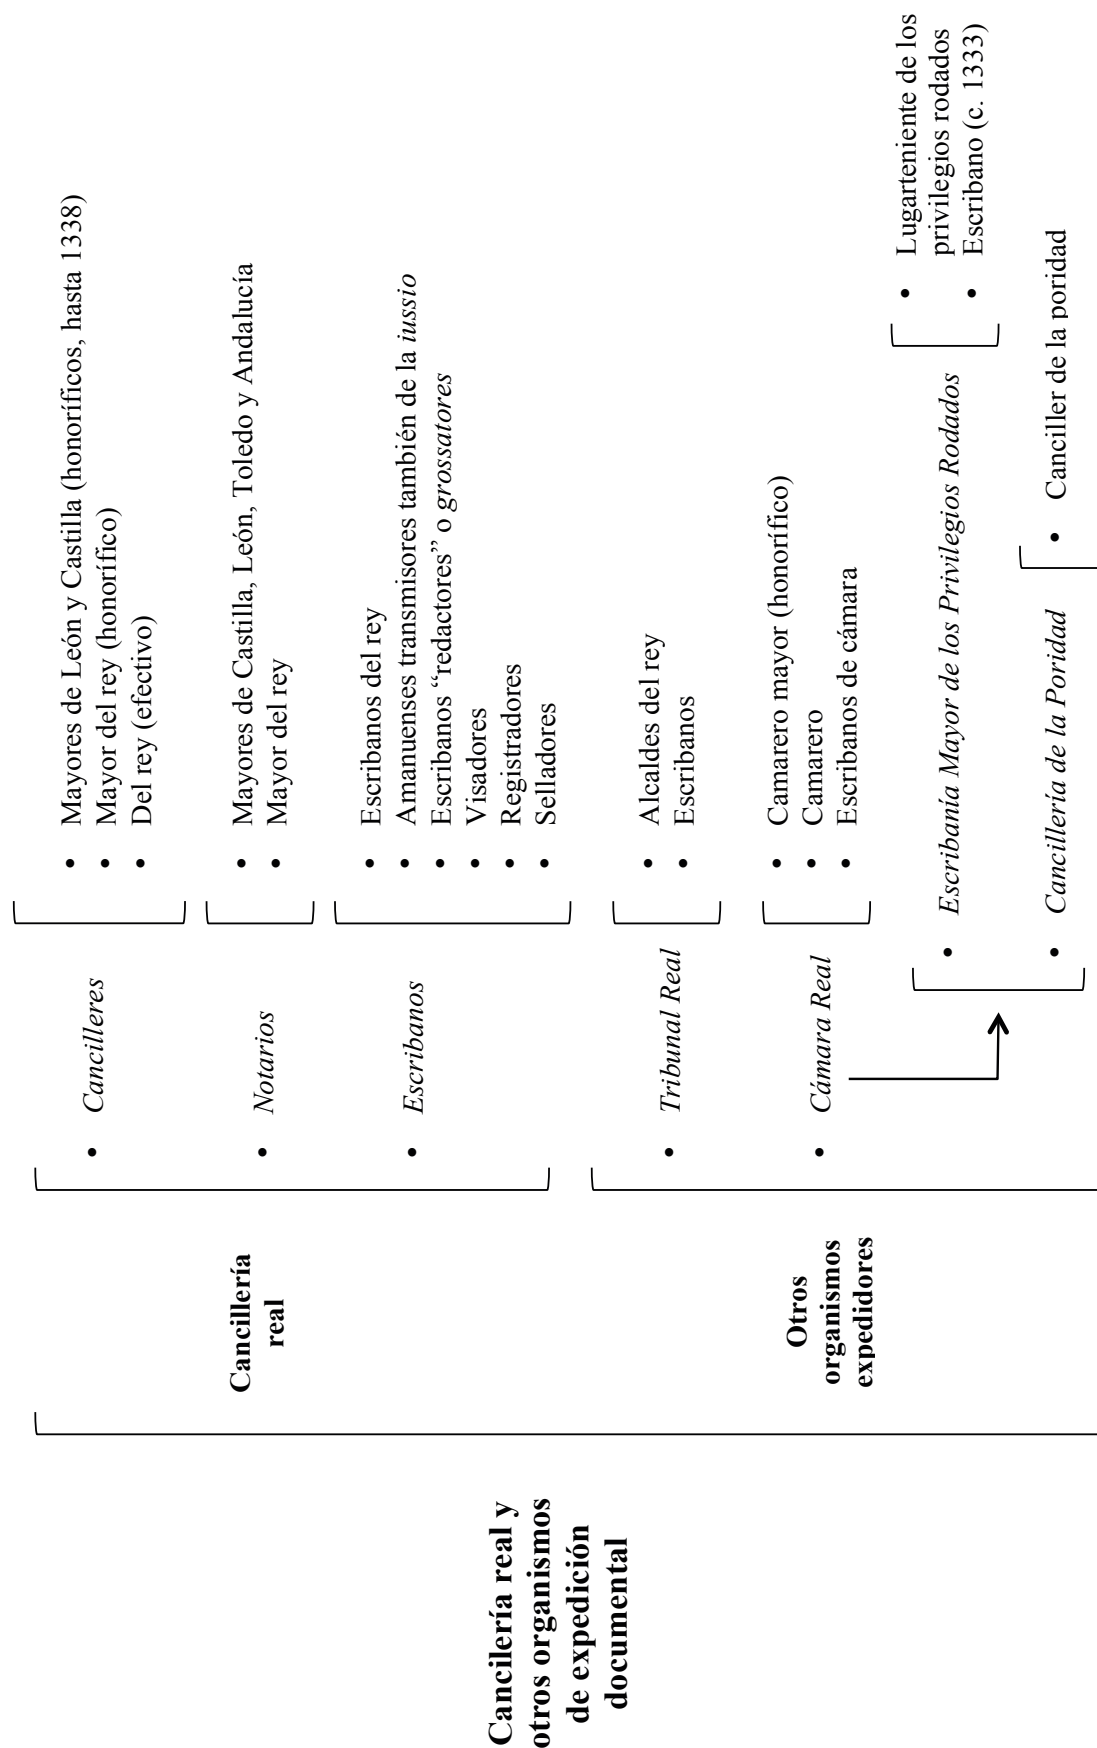 Cancilería real y
otros organismos
de expedición
documental
Cancillería
real
• Cancilleres
• Mayores de León y Castilla (honoríficos, hasta 1338)
• Mayor del rey (honorífico)
• Del rey (efectivo)
• Notarios
• Mayores de Castilla, León, Toledo y Andalucía
• Mayor del rey
• Escribanos
• Escribanos del rey
• Amanuenses transmisores también de la iussio
• Escribanos “redactores” o grossatores
• Visadores
• Registradores
• Selladores
Otros
organismos
expedidores
• Tribunal Real
• Alcaldes del rey
• Escribanos
• Cámara Real
• Camarero mayor (honorífico)
• Camarero
• Escribanos de cámara
• Escribanía Mayor de los Privilegios Rodados
• Lugarteniente de los
privilegios rodados
• Escribano (c. 1333)
• Cancillería de la Poridad
• Canciller de la poridad